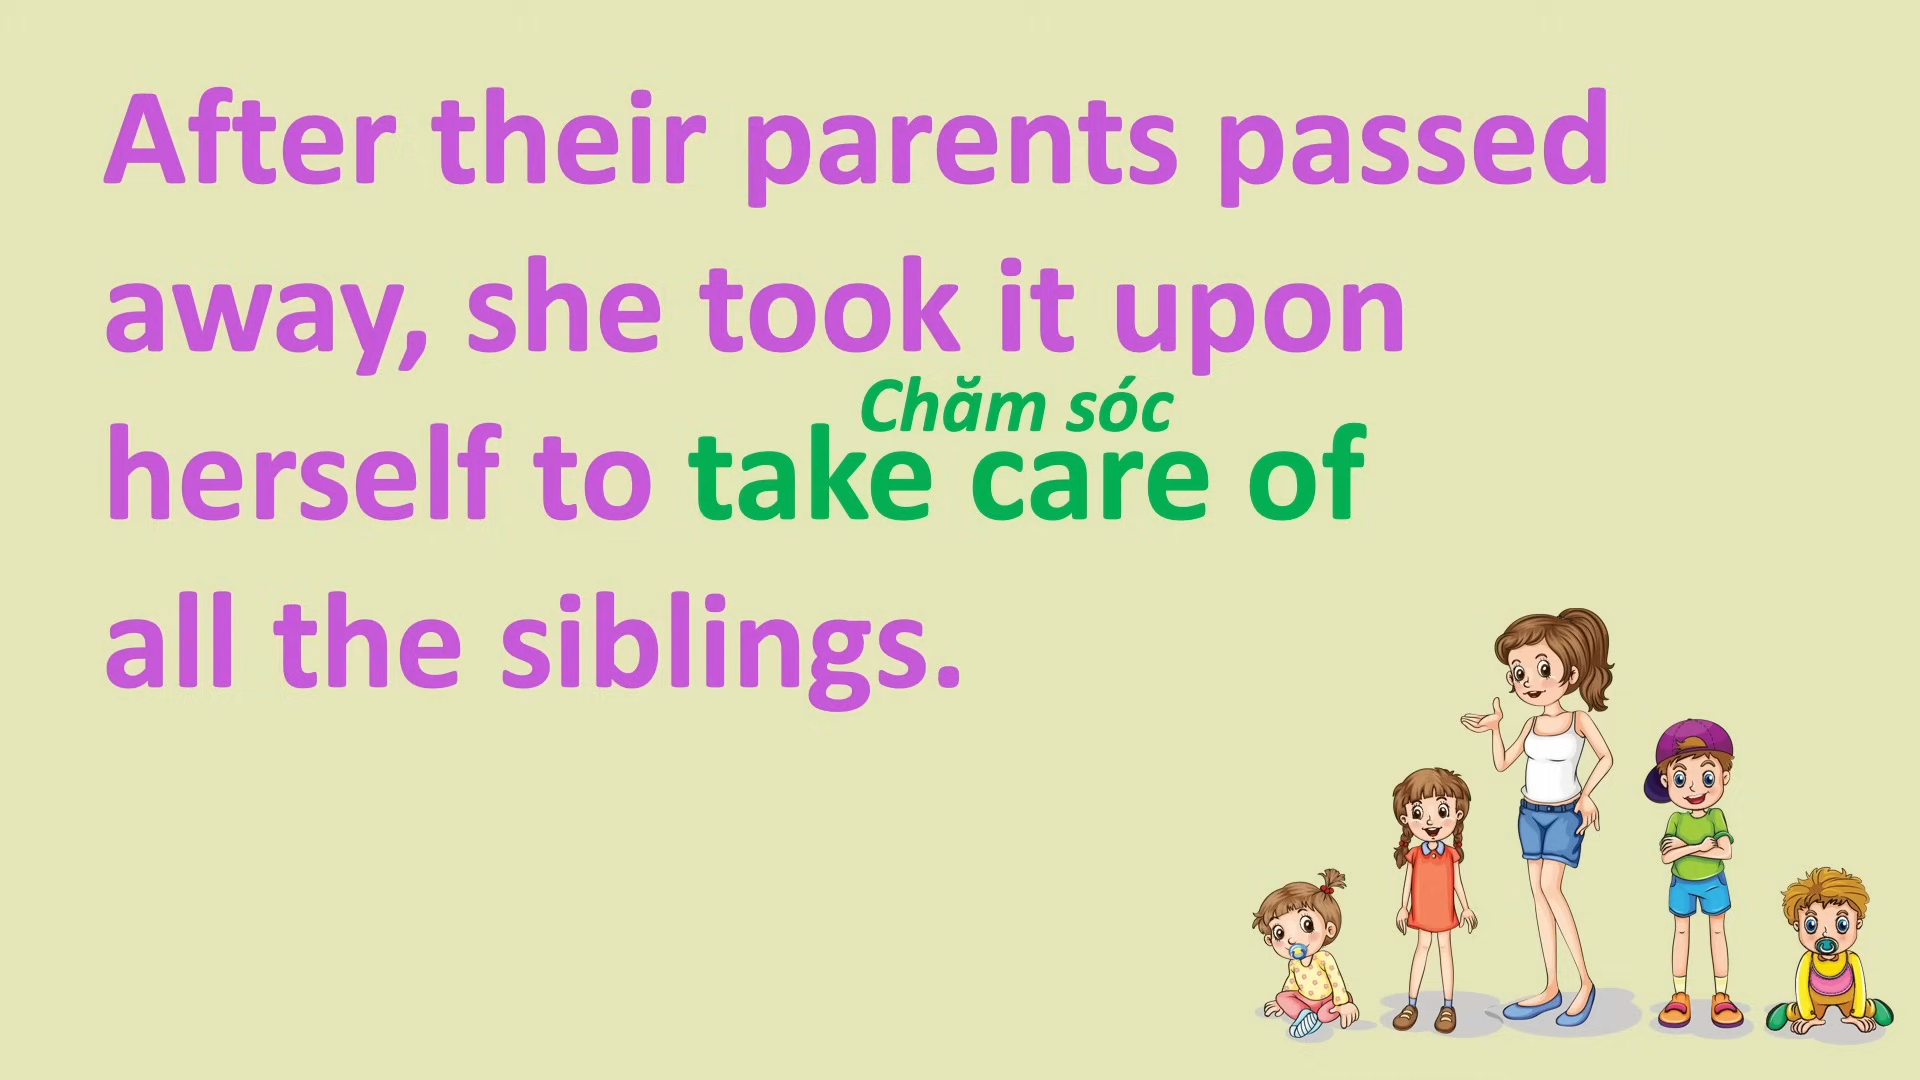 After their parents passed
away, she took it upon
Chăm sóc
herself to take care of
all the siblings.